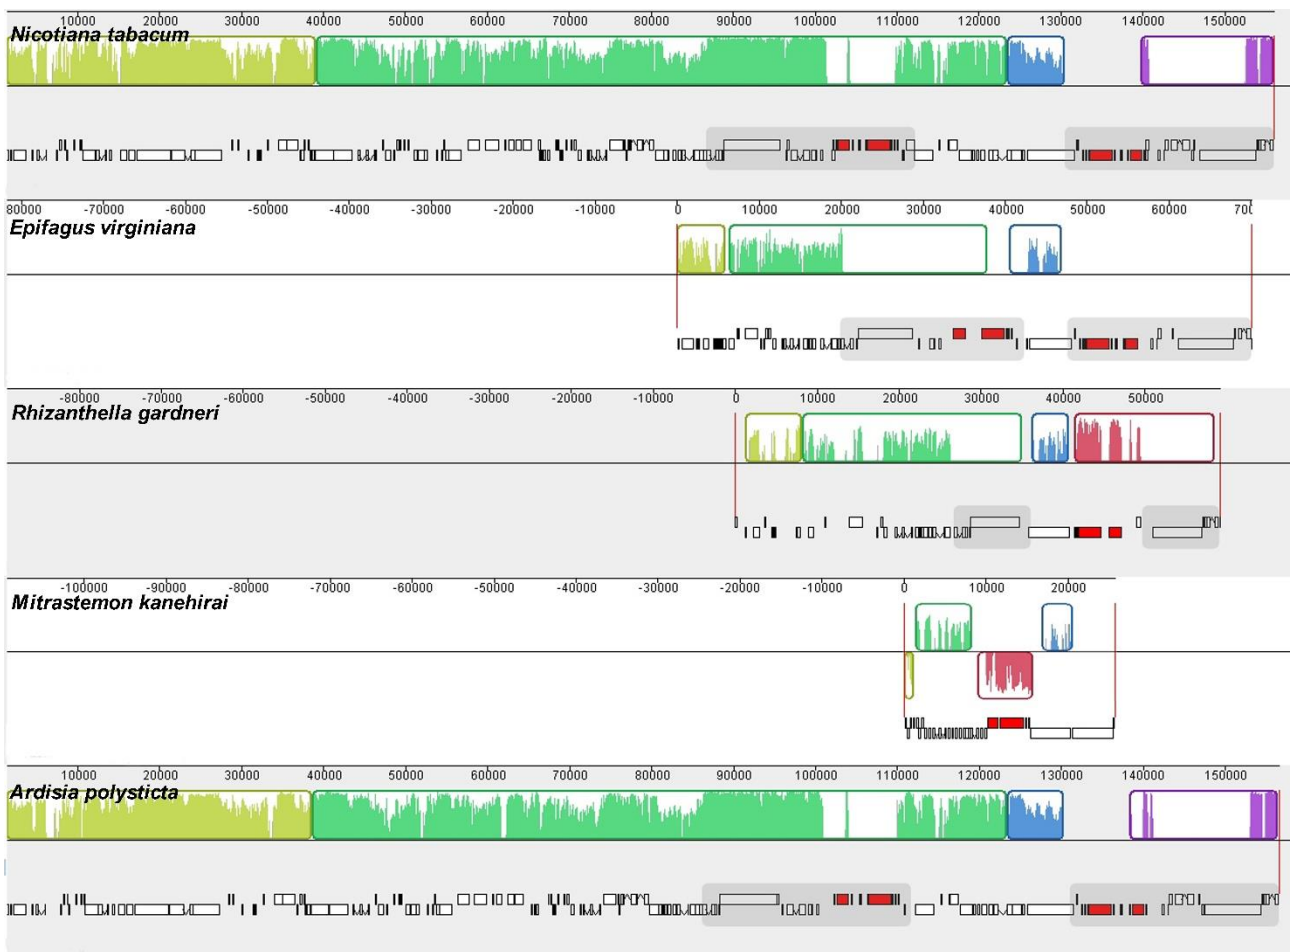 10000 20000 30000 40000 50000 60000 70000 80000 90000 100000 110000 120000 130000 140000 150000
Nicotiana tabacum
80000 -70000 -60000 -50000 -40000 -30000 -20000 -10000 0 10000 20000 30000 40000 50000 60000 700
Epifagus virginiana
-80000 -70000 -60000 -50000 -40000 -30000 -20000 -10000 0 10000 20000 30000 40000 50000
Rhizanthella gardneri
-100000 -90000 -80000 -70000 -60000 -50000 -40000 -30000 -20000 -10000 0 10000 20000
Mitrastemon kanehirai
10000 20000 30000 40000 50000 60000 70000 80000 90000 100000 110000 120000 130000 140000 150000
Ardisia polysticta